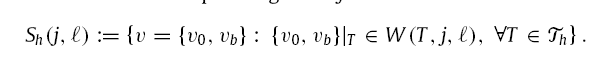 S_h(j, ℓ) := {v = {v_0, v_b} : {v_0, v_b}|_T ∈ W(T, j, ℓ), ∀T ∈ 𝒯_h} .